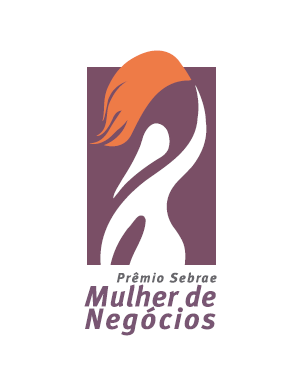 Prêmio Sebrae
Mulher de
Negócios